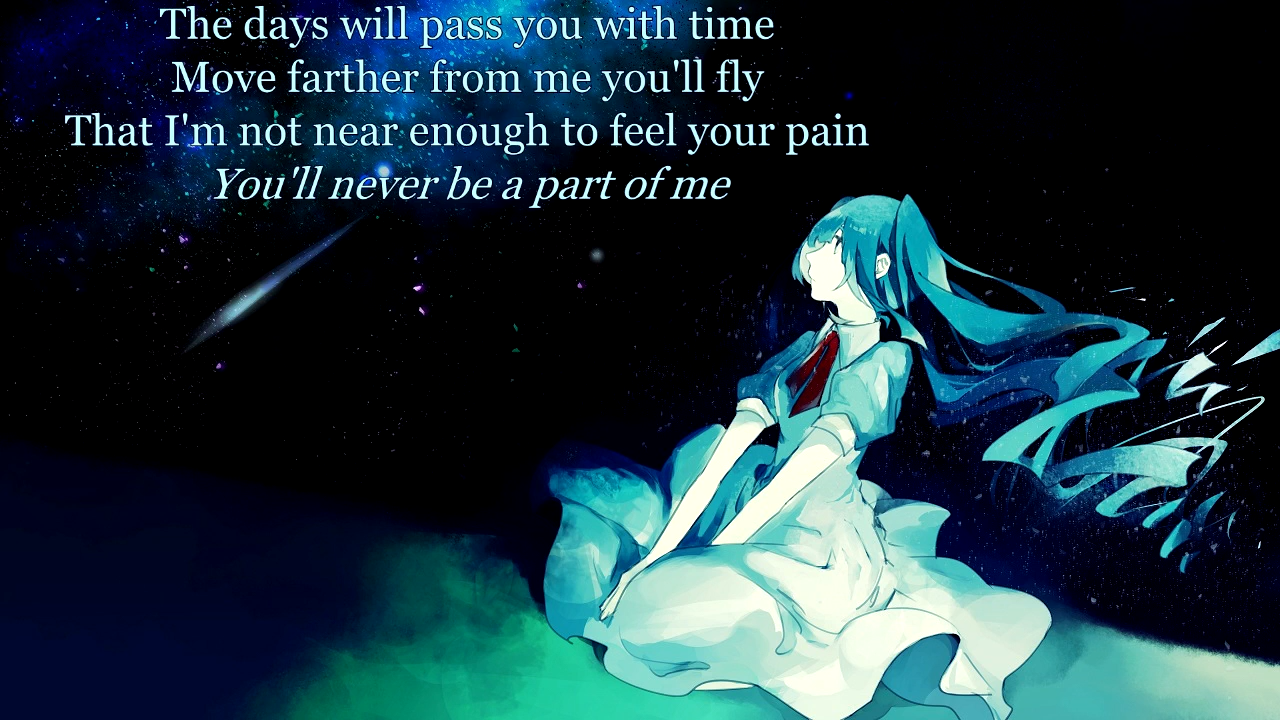 The days will pass you with time
Move farther from me you'll fly
That I'm not near enough to feel your pain
You'll never be a part of me